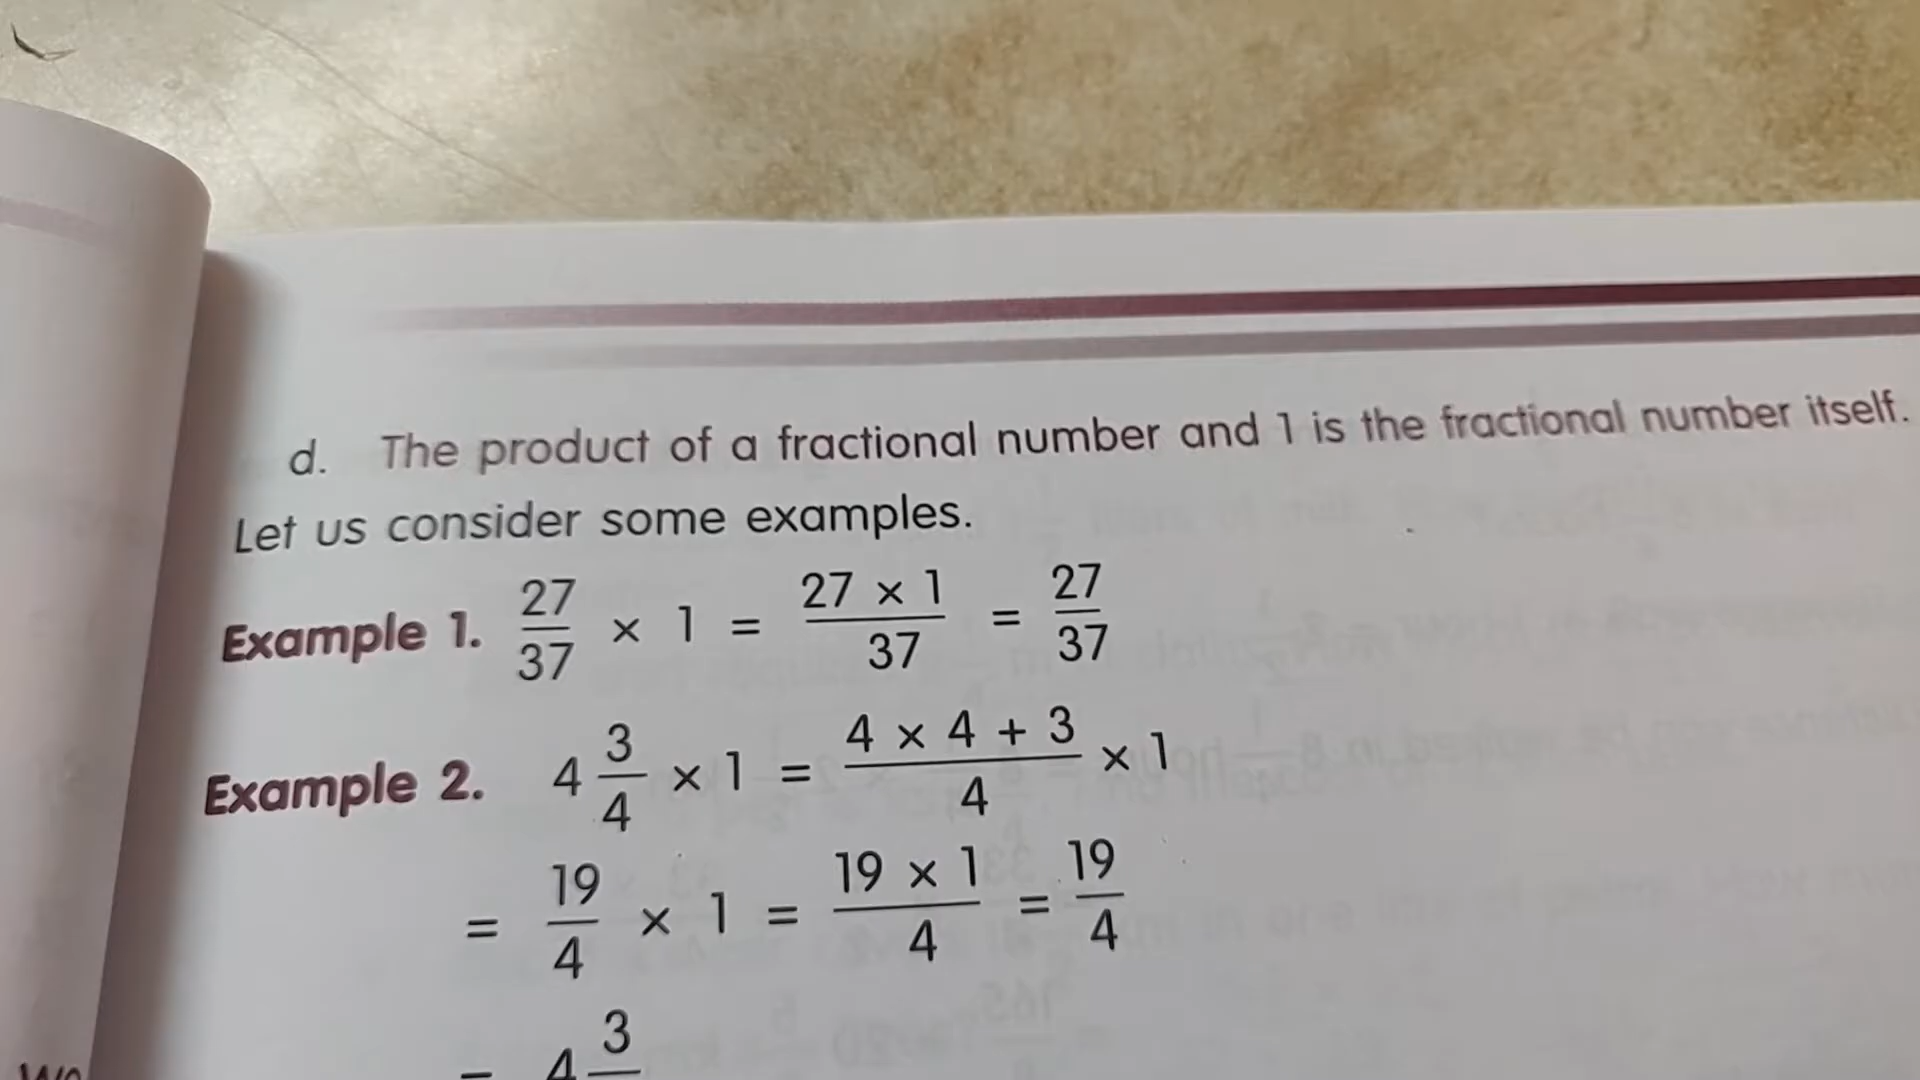 d. The product of a fractional number and 1 is the fractional number itself.
Let us consider some examples.
Example 1. 27/37 × 1 = 27 × 1/37 = 27/37
Example 2. 4 3/4 × 1 = 4 × 4 + 3/4 × 1
= 19/4 × 1 = 19 × 1/4 = 19/4
= 4 3